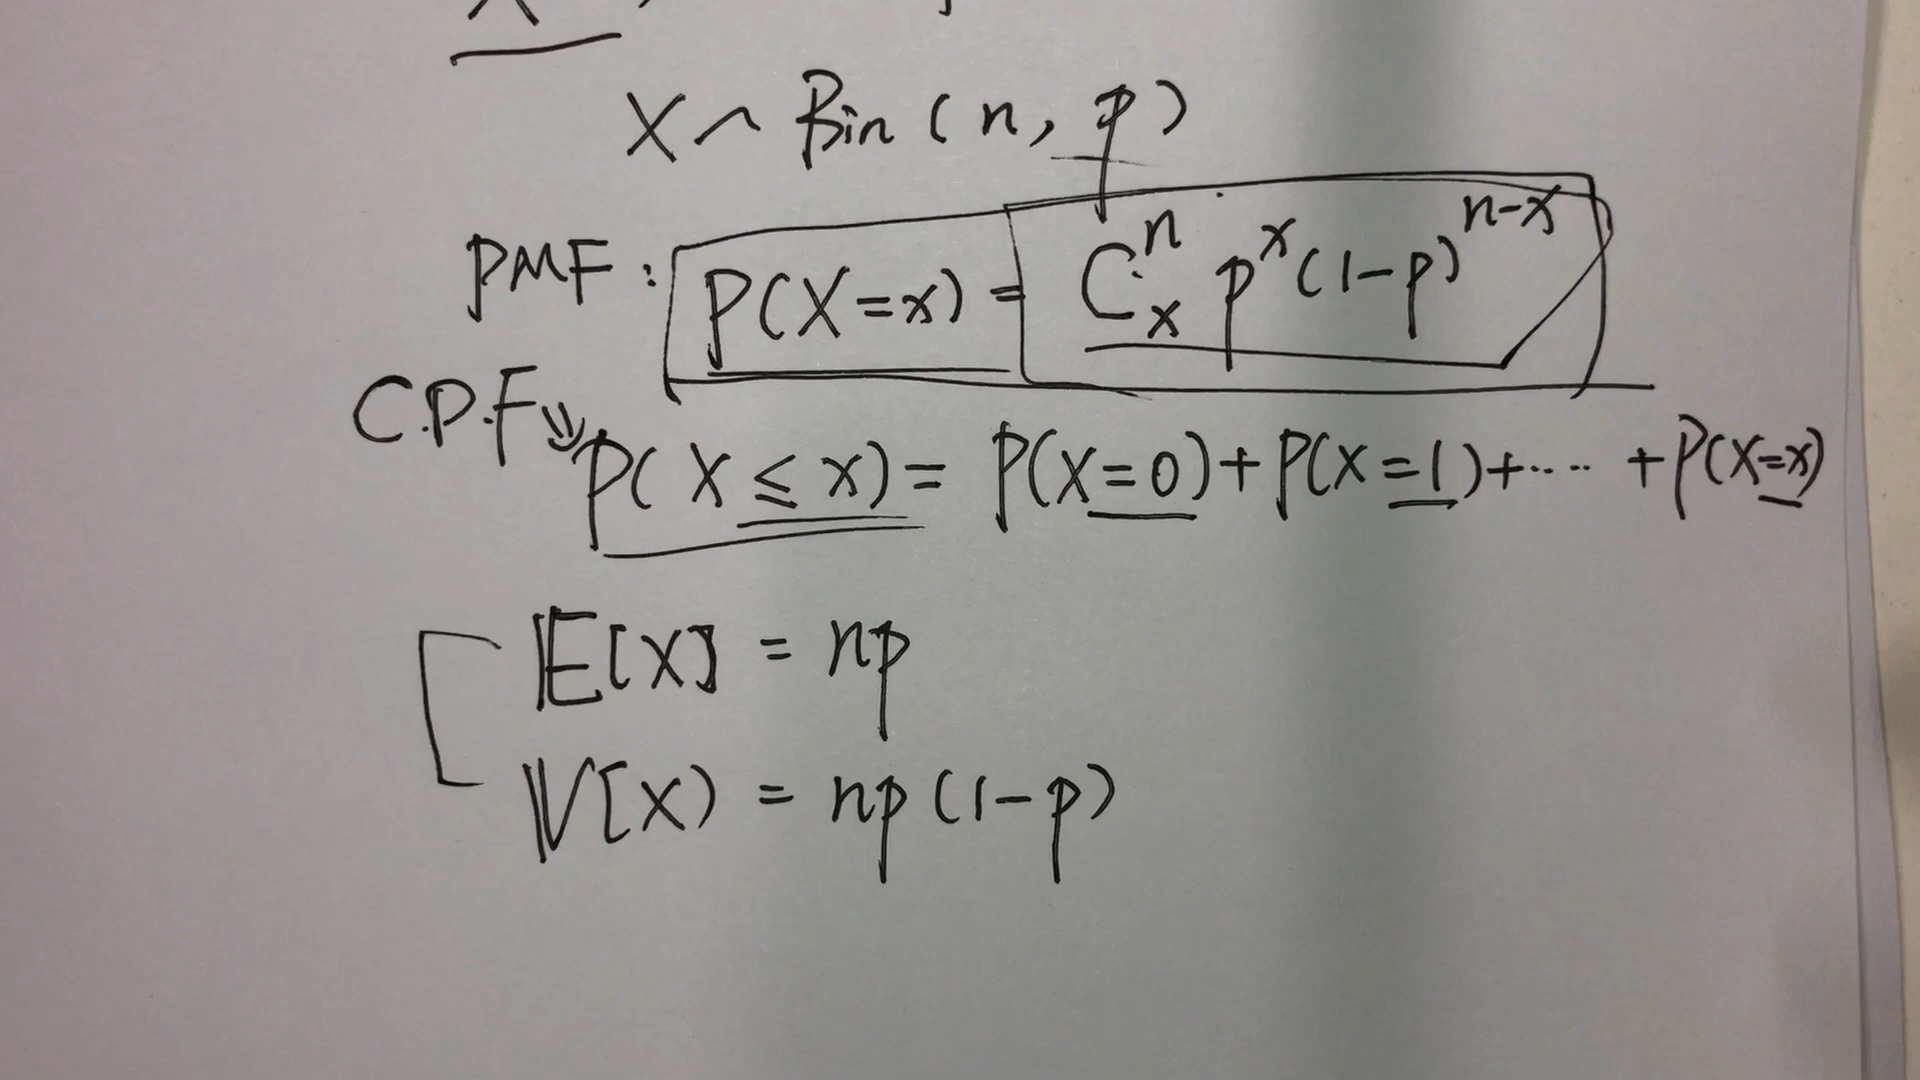 X ~ Bin(n, p)
PMF: P(X=x) = C^n_x p^x (1-p)^{n-x}
C.D.F P(X ≤ x) = P(X=0) + P(X=1) + ..... + P(X=x)
𝔼[X] = np
𝕍[X) = np(1-p)